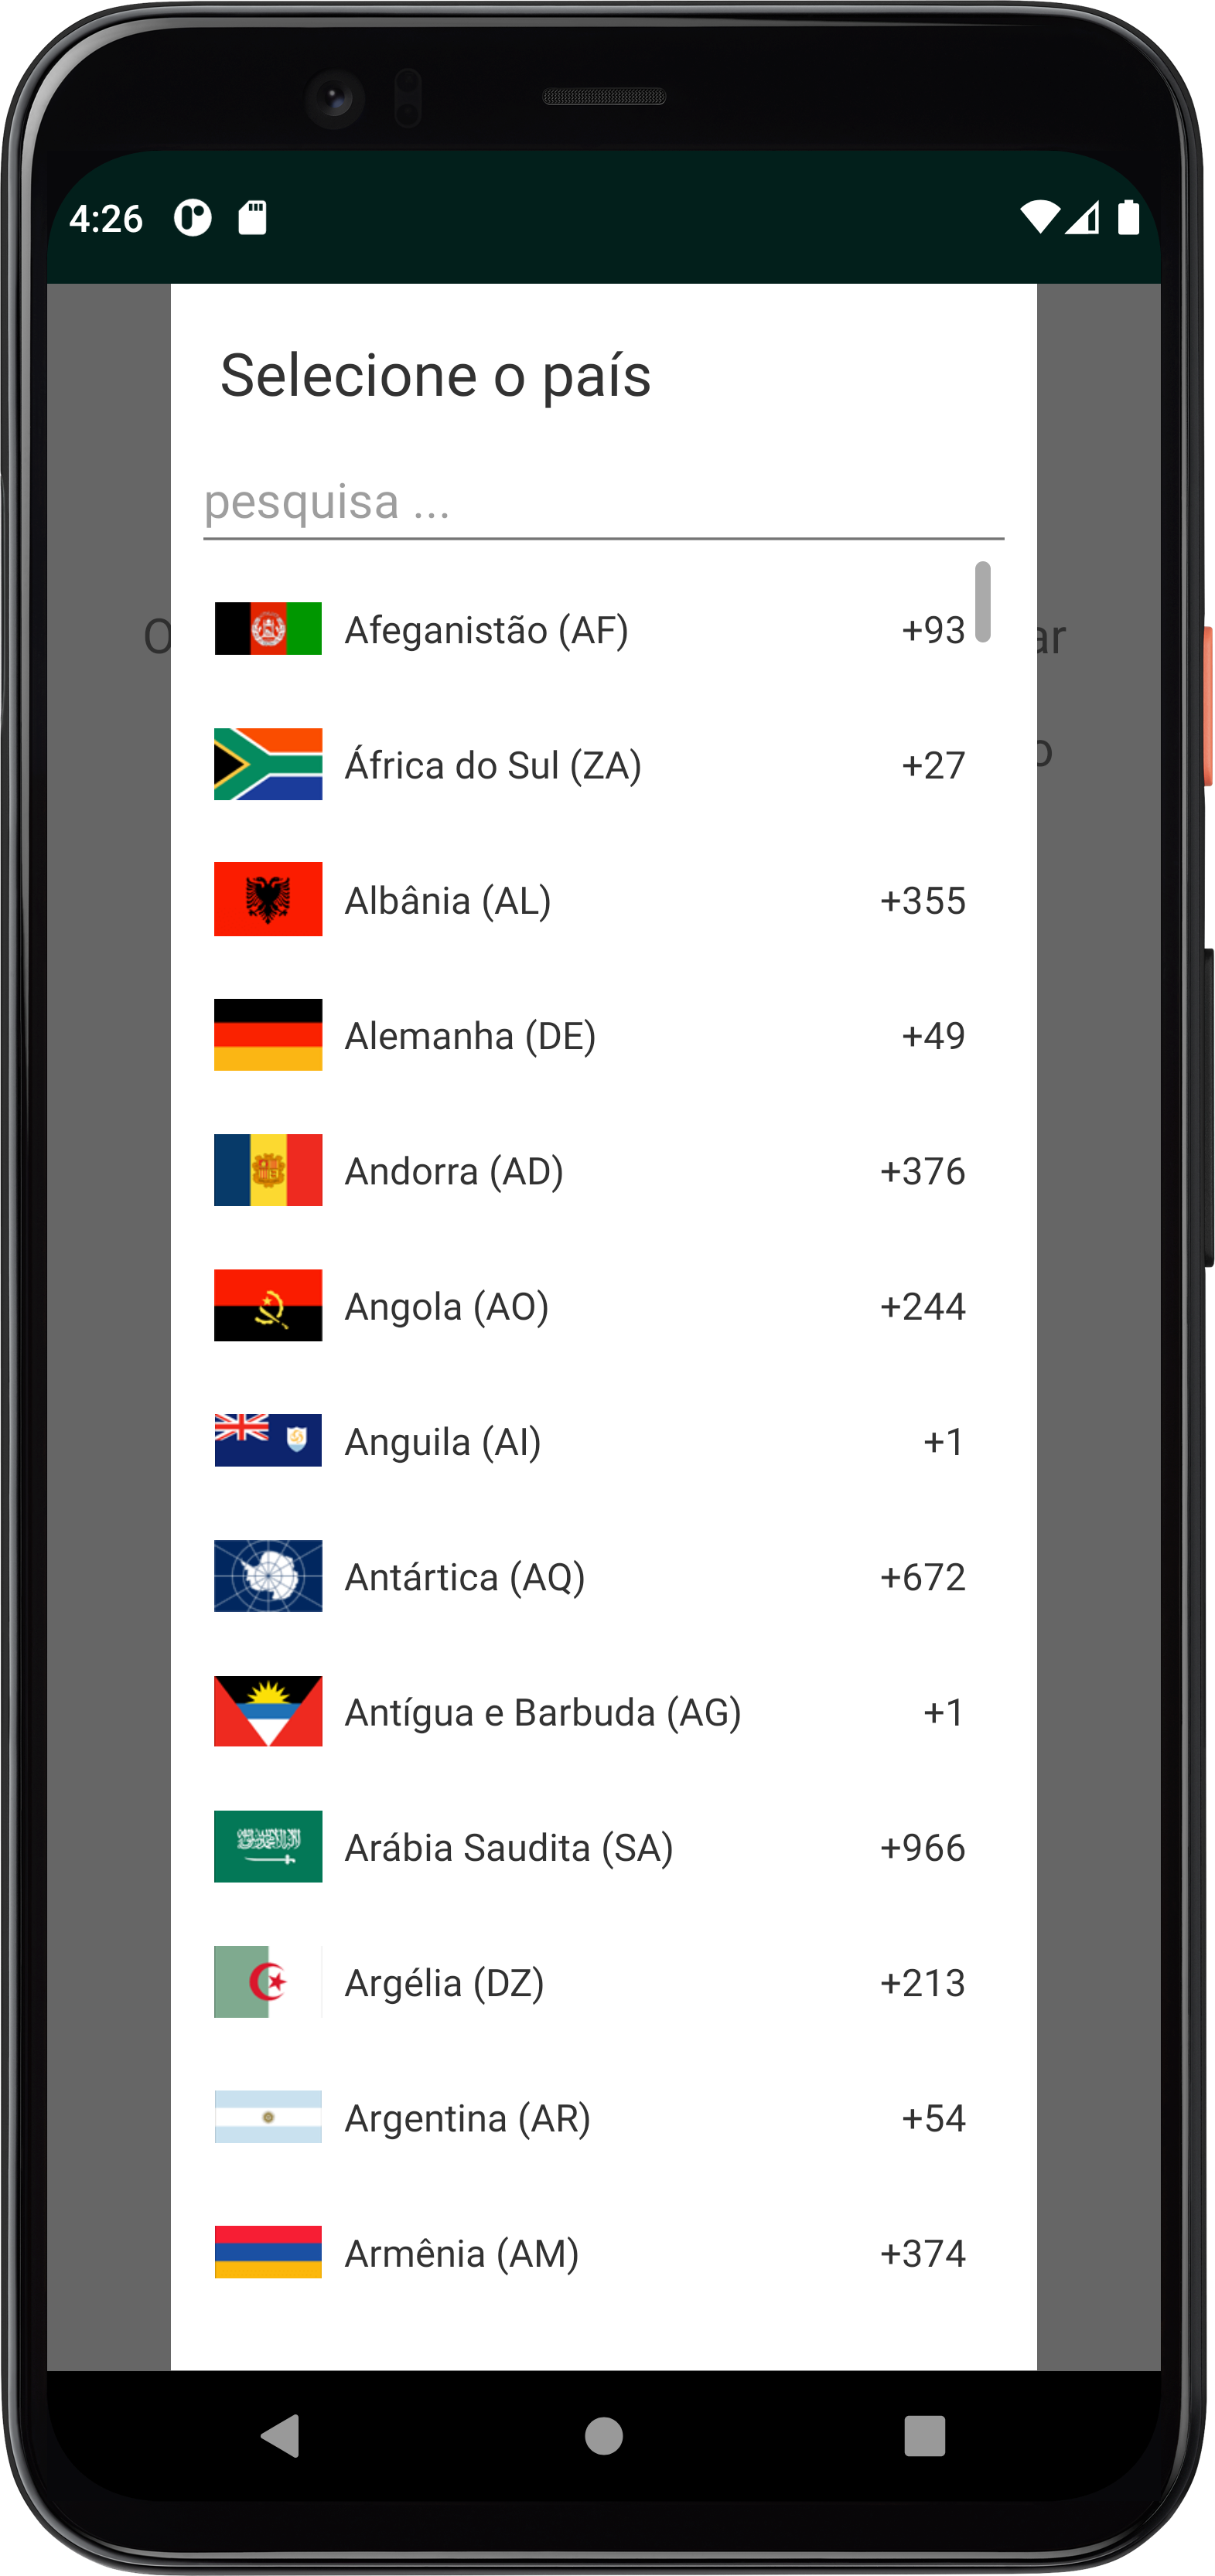 4:26
Selecione o país
pesquisa ...
Afeganistão (AF) +93
África do Sul (ZA) +27
Albânia (AL) +355
Alemanha (DE) +49
Andorra (AD) +376
Angola (AO) +244
Anguila (AI) +1
Antártica (AQ) +672
Antígua e Barbuda (AG) +1
Arábia Saudita (SA) +966
Argélia (DZ) +213
Argentina (AR) +54
Armênia (AM) +374